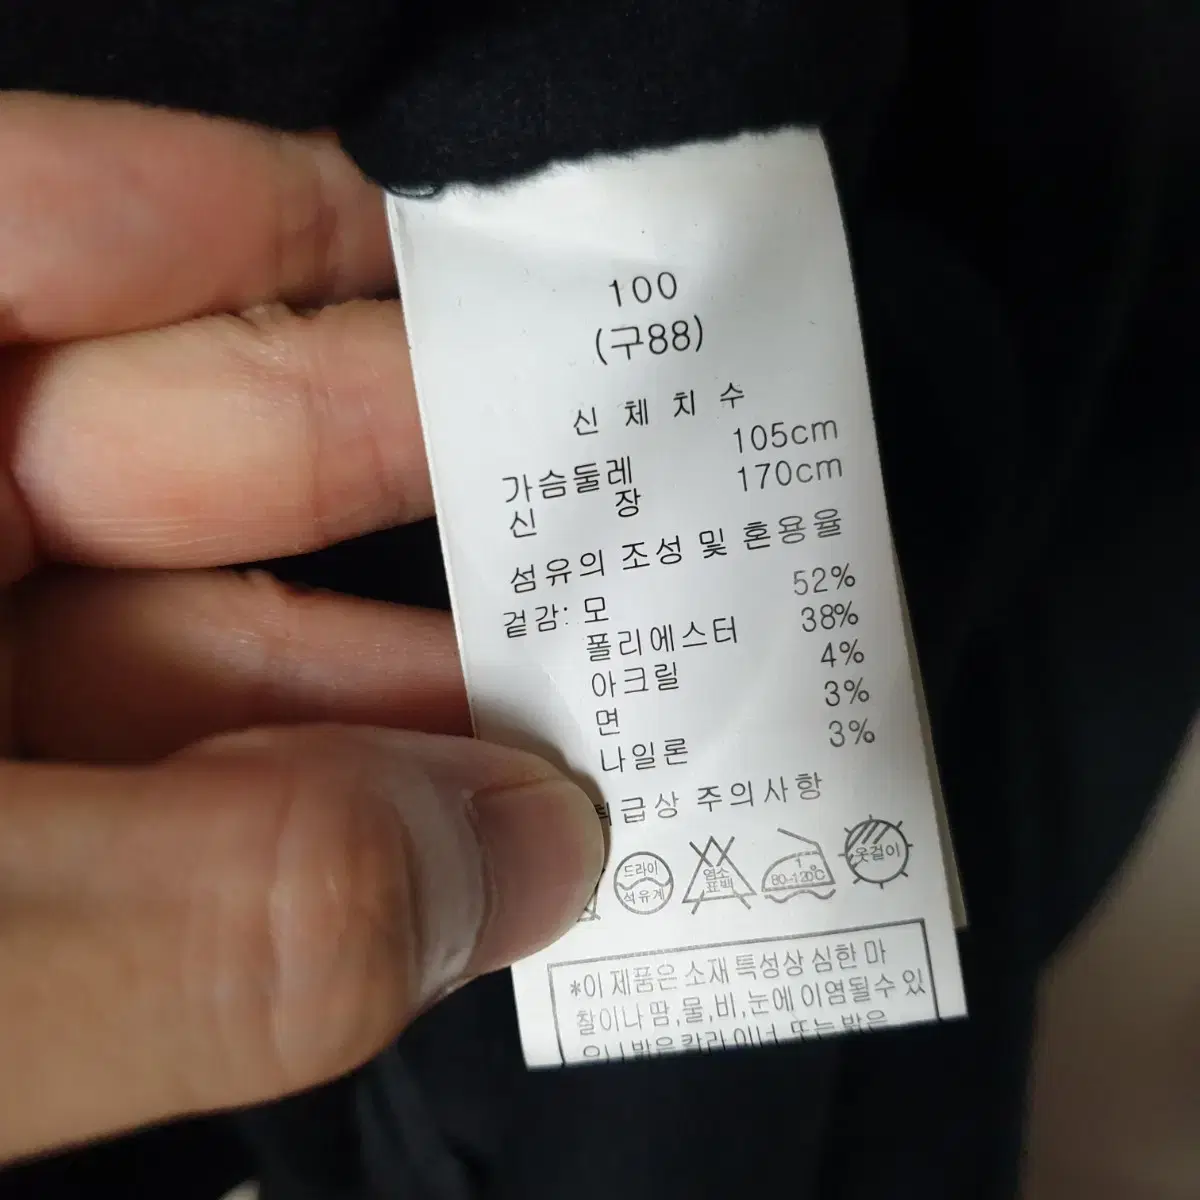 100
(구88)
신 체 치 수
가슴둘레 105cm
신 장 170cm
섬유의 조성 및 혼용율
겉감: 모 52%
폴리에스터 38%
아크릴 4%
면 3%
나일론 3%
급상 주의사항
드라이
석유계
염소
표백
1
80~120℃
옷걸이
*이 제품은 소재 특성상 심한 마
찰이나 땀,물,비,눈에 이염될수 있